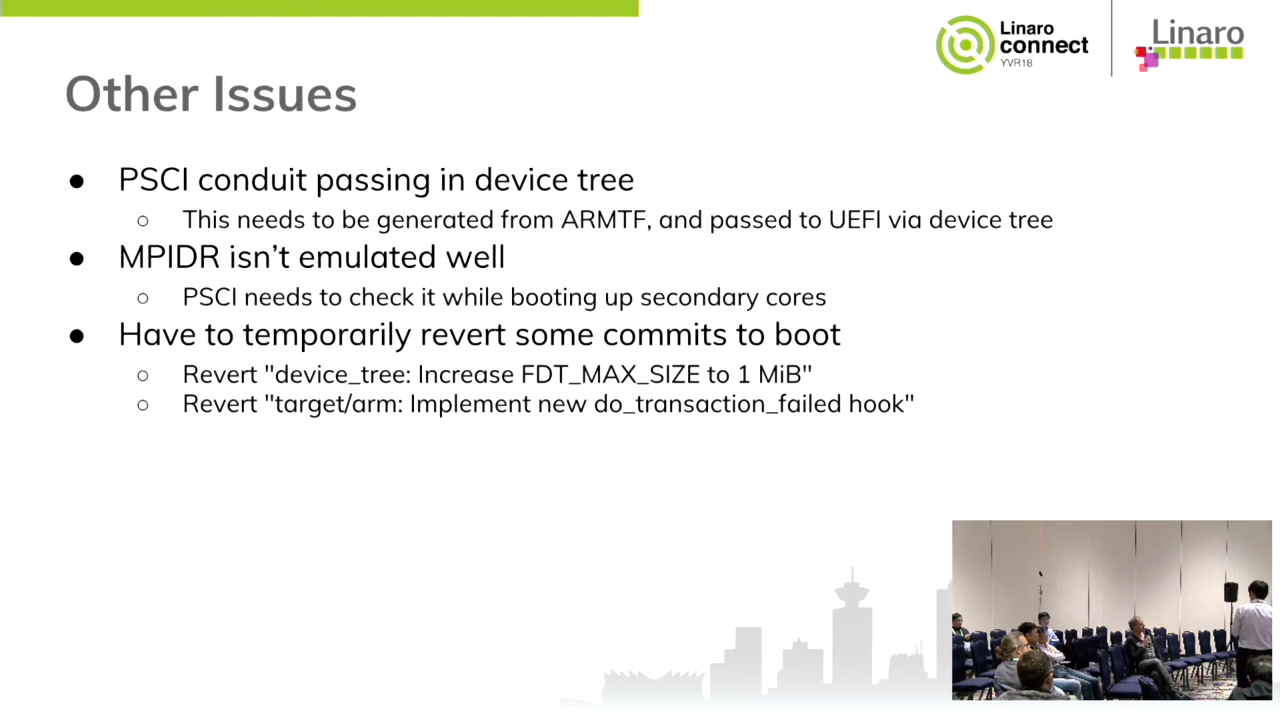 Linaro
connect
YVR18
Linaro
Other Issues
● PSCI conduit passing in device tree
○ This needs to be generated from ARMTF, and passed to UEFI via device tree
● MPIDR isn’t emulated well
○ PSCI needs to check it while booting up secondary cores
● Have to temporarily revert some commits to boot
○ Revert "device_tree: Increase FDT_MAX_SIZE to 1 MiB"
○ Revert "target/arm: Implement new do_transaction_failed hook"